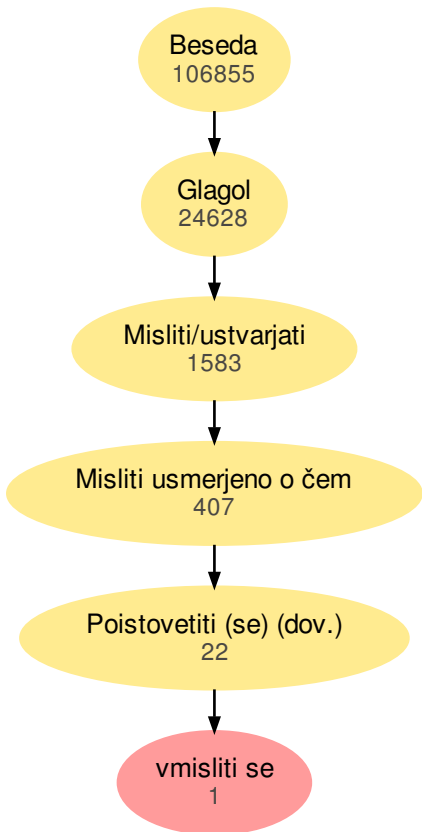 Beseda
106855
Glagol
24628
Misliti/ustvarjati
1583
Misliti usmerjeno o čem
407
Poistovetiti (se) (dov.)
22
vmisliti se
1